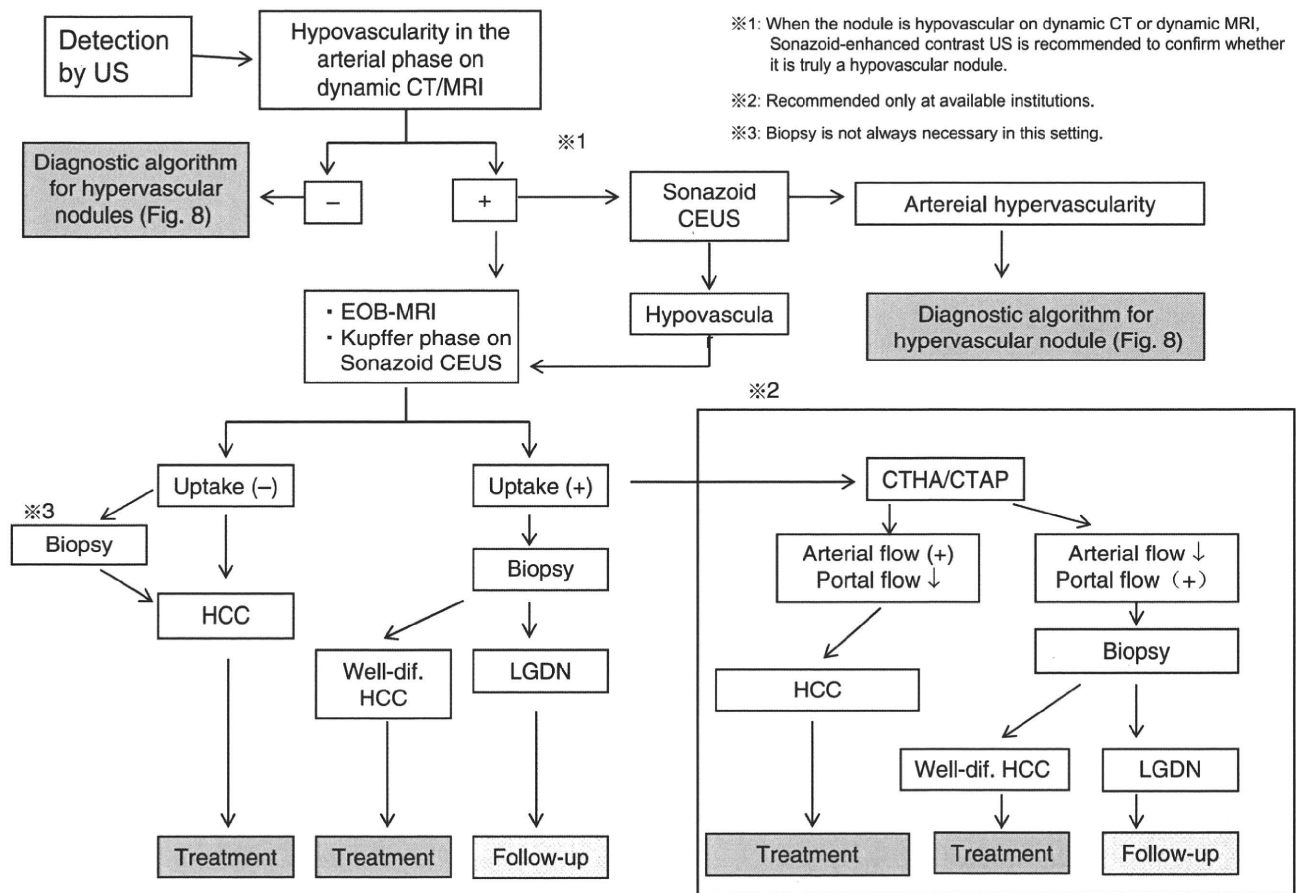 Detection
by US
Hypovascularity in the
arterial phase on
dynamic CT/MRI
※1: When the nodule is hypovascular on dynamic CT or dynamic MRI,
Sonazoid-enhanced contrast US is recommended to confirm whether
it is truly a hypovascular nodule.
※2: Recommended only at available institutions.
※3: Biopsy is not always necessary in this setting.
※1
Diagnostic algorithm
for hypervascular
nodules (Fig. 8)
–
+
Sonazoid
CEUS
Artereial hypervascularity
・EOB-MRI
・Kupffer phase on
Sonazoid CEUS
Hypovascula
Diagnostic algorithm for
hypervascular nodule (Fig. 8)
※2
Uptake (–)
Uptake (+)
CTHA/CTAP
※3
Biopsy
Biopsy
Arterial flow (+)
Portal flow ↓
Arterial flow ↓
Portal flow (+)
HCC
Well-dif.
HCC
LGDN
HCC
Biopsy
Well-dif. HCC
LGDN
Treatment
Treatment
Follow-up
Treatment
Treatment
Follow-up